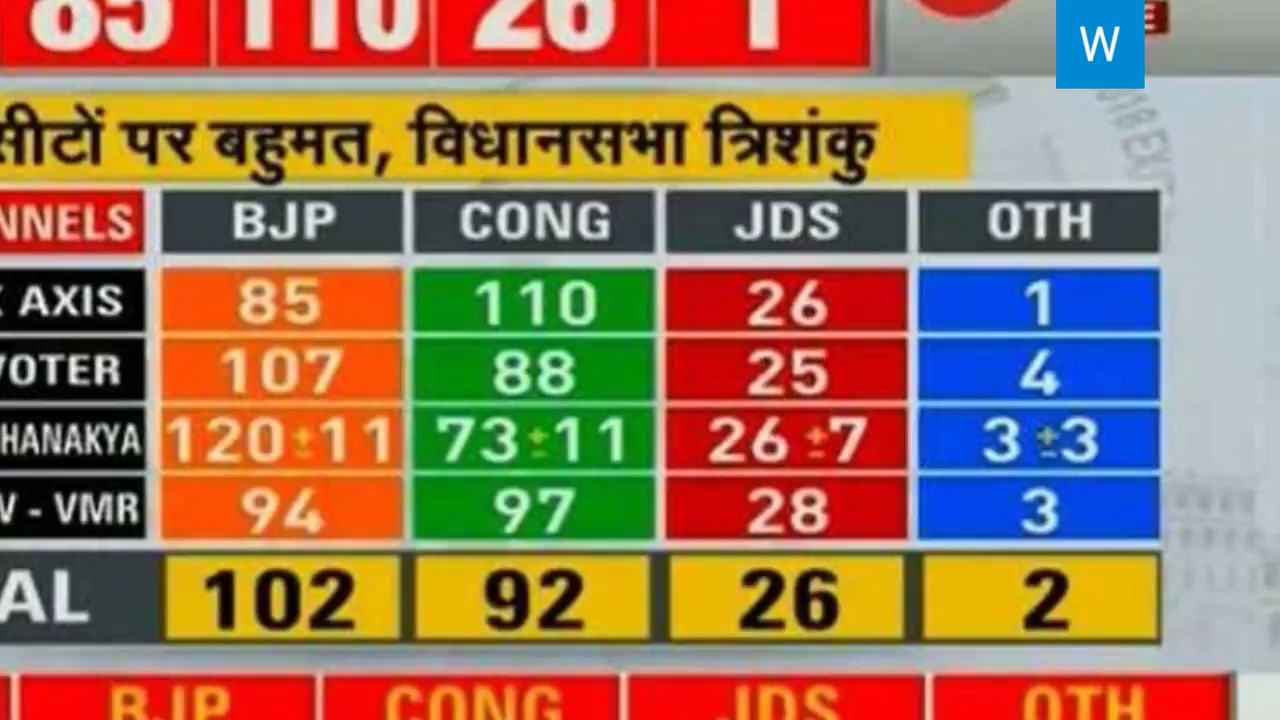 85 110 26 1
W
सीटों पर बहुमत, विधानसभा त्रिशंकु
NNELS BJP CONG JDS OTH
AXIS 85 110 26 1
VOTER 107 88 25 4
HANAKYA 120±11 73±11 26±7 3±3
V - VMR 94 97 28 3
AL 102 92 26 2
BJP CONG JDS OTH